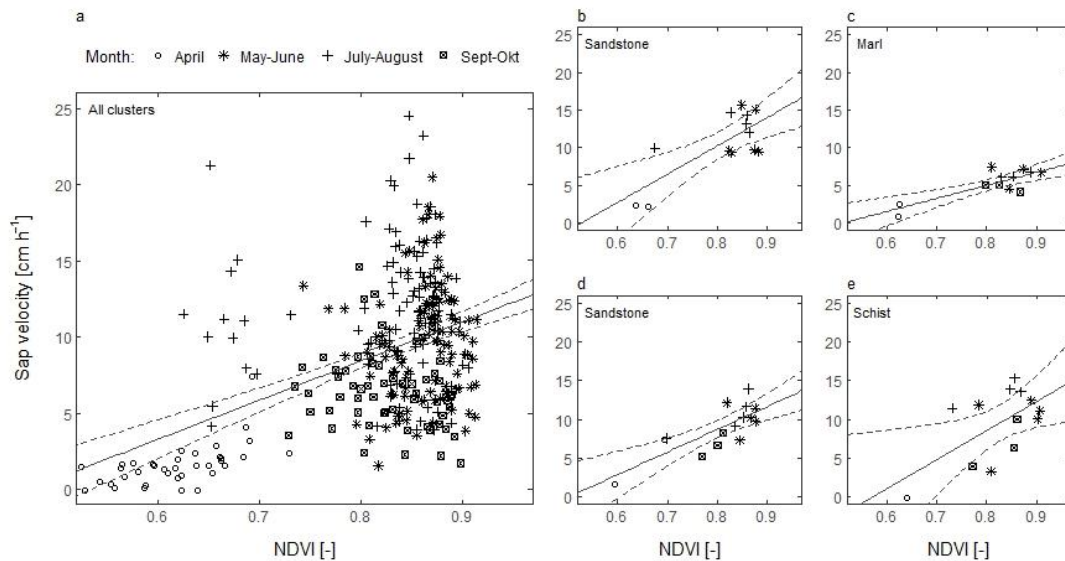 a
Month: April May-June July-August Sept-Okt
All clusters
25
20
15
10
5
0
0.6 0.7 0.8 0.9
NDVI [-]
Sap velocity [cm h⁻¹]
b
Sandstone
25
20
15
10
5
0
0.6 0.7 0.8 0.9
c
Marl
25
20
15
10
5
0
0.6 0.7 0.8 0.9
d
Sandstone
25
20
15
10
5
0
0.6 0.7 0.8 0.9
NDVI [-]
e
Schist
25
20
15
10
5
0
0.6 0.7 0.8 0.9
NDVI [-]